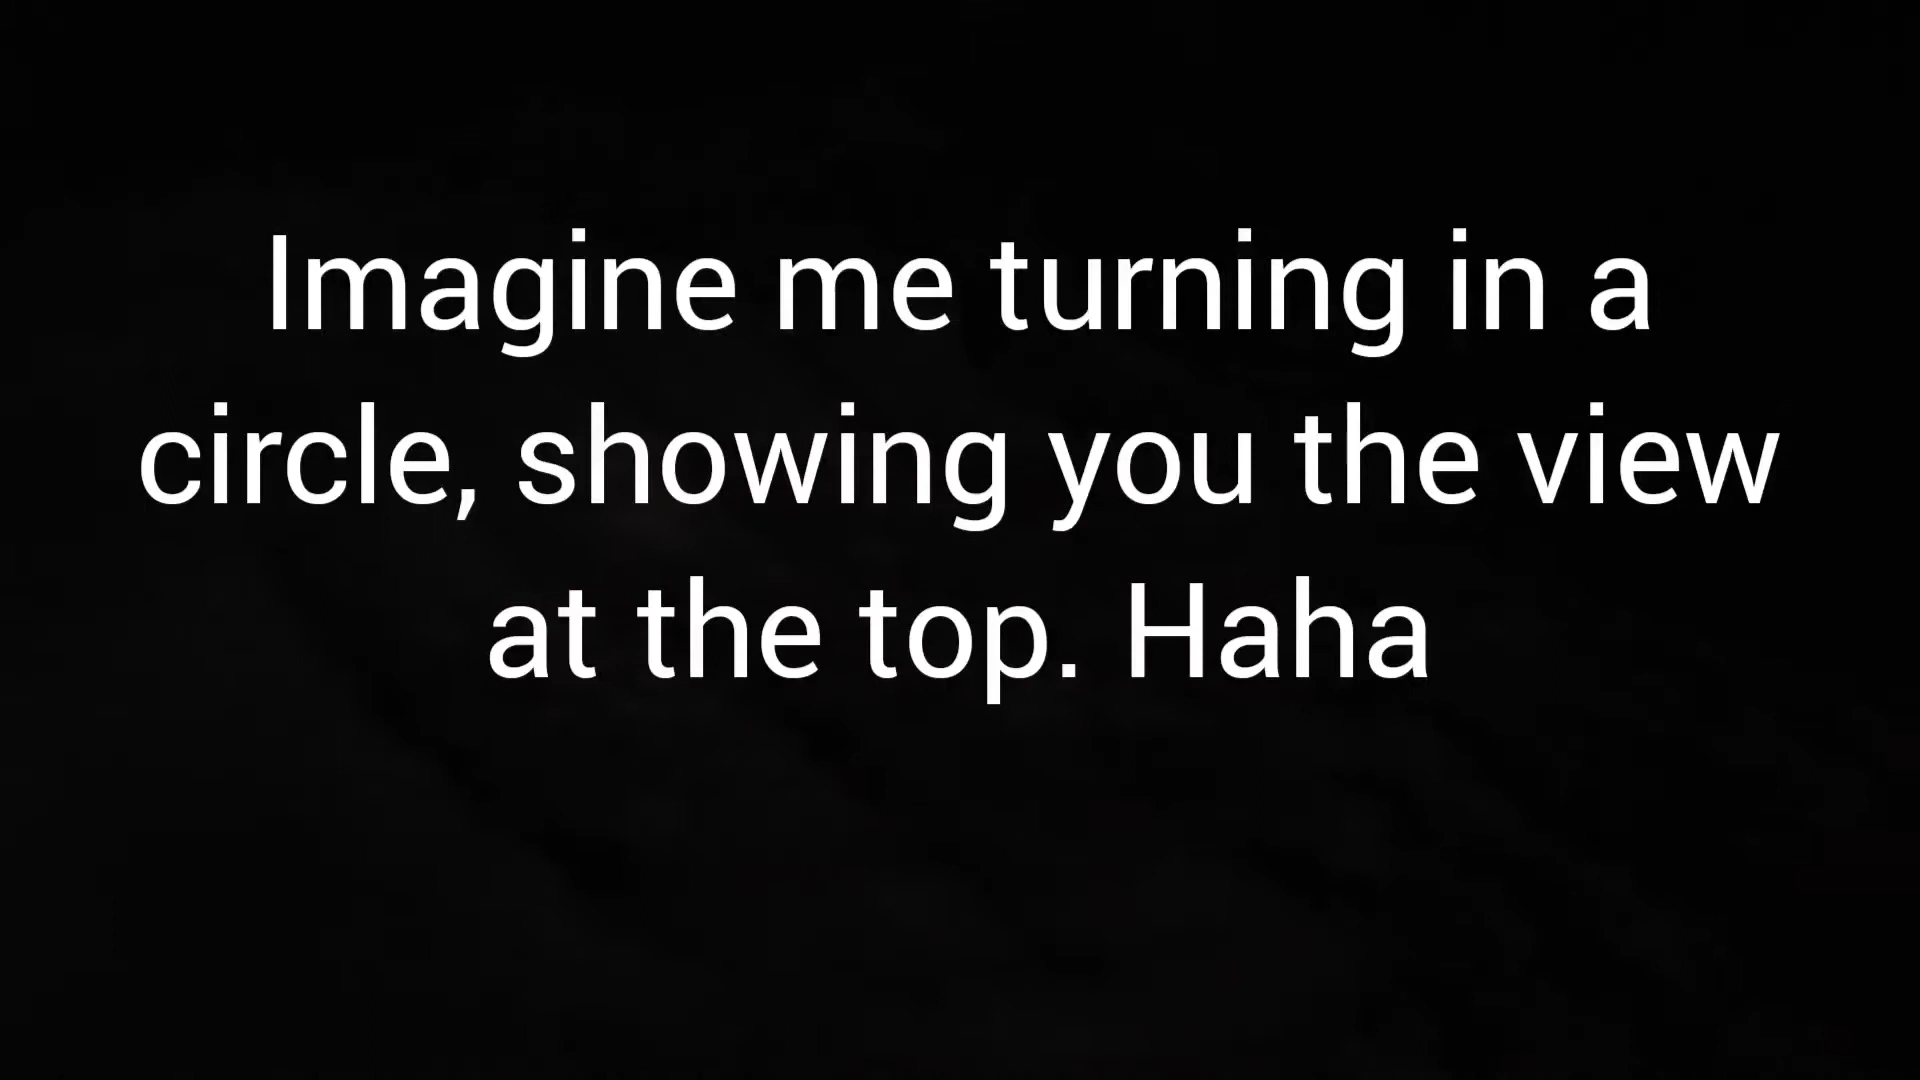 Imagine me turning in a
circle, showing you the view
at the top. Haha